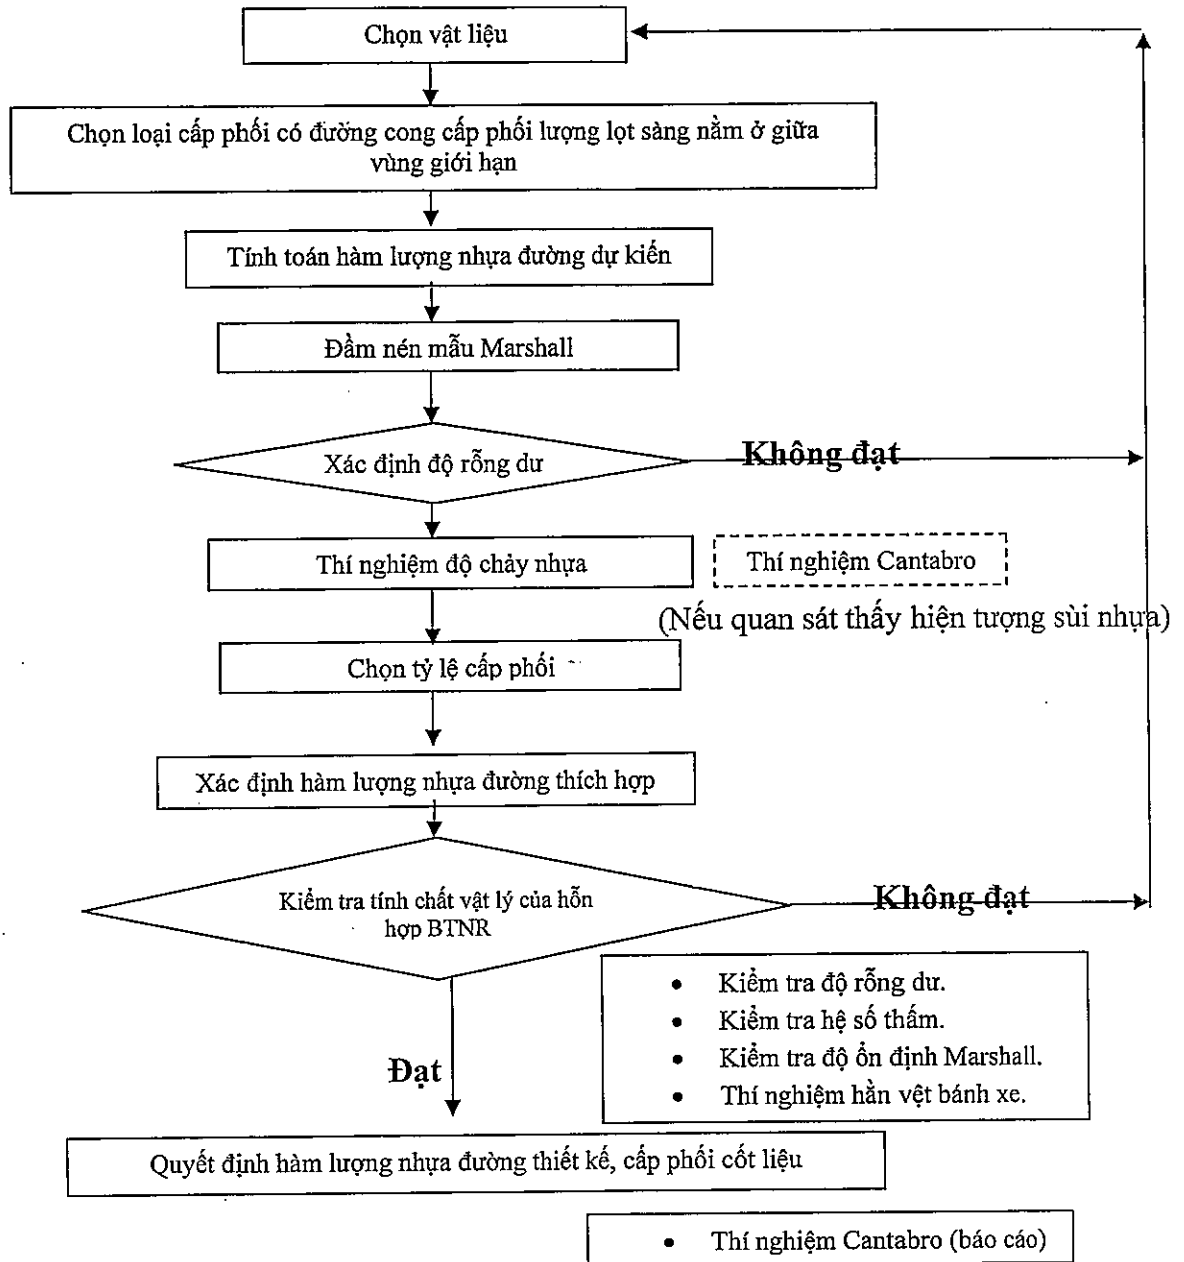 Chọn vật liệu
Chọn loại cấp phối có đường cong cấp phối lượng lọt sàng nằm ở giữa
vùng giới hạn
Tính toán hàm lượng nhựa đường dự kiến
Đầm nén mẫu Marshall
Xác định độ rỗng dư
Không đạt
Thí nghiệm độ chảy nhựa
Thí nghiệm Cantabro
(Nếu quan sát thấy hiện tượng sùi nhựa)
Chọn tỷ lệ cấp phối
Xác định hàm lượng nhựa đường thích hợp
Kiểm tra tính chất vật lý của hỗn
hợp BTNR
Không đạt
• Kiểm tra độ rỗng dư.
• Kiểm tra hệ số thấm.
• Kiểm tra độ ổn định Marshall.
• Thí nghiệm hằn vệt bánh xe.
Đạt
Quyết định hàm lượng nhựa đường thiết kế, cấp phối cốt liệu
• Thí nghiệm Cantabro (báo cáo)